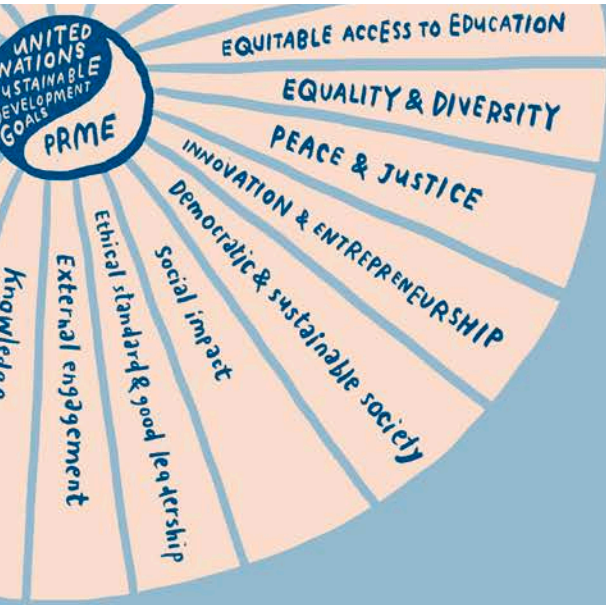 UNITED
NATIONS
SUSTAINABLE
DEVELOPMENT
GOALS
PRME
EQUITABLE ACCESS TO EDUCATION
EQUALITY & DIVERSITY
PEACE & JUSTICE
INNOVATION & ENTREPRENEURSHIP
Democratic & sustainable society
Social impact
Ethical standard & good leadership
External engagement